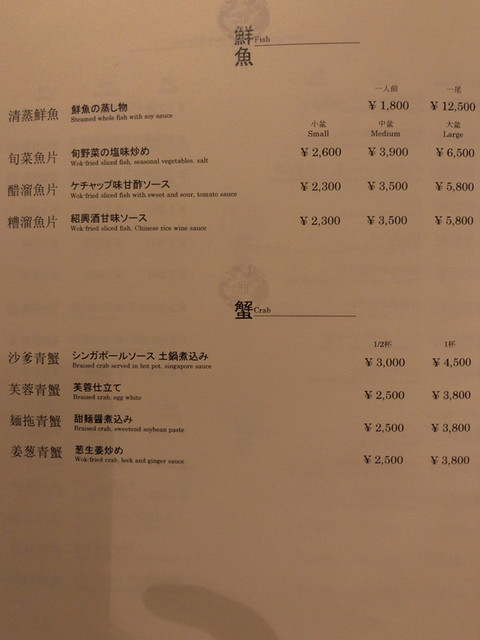 鮮魚 Fish
一人前 一尾
清蒸鮮魚 鮮魚の蒸し物 ¥1,800 ¥12,500
Steamed whole fish with soy sauce
小盆 中盆 大盆
Small Medium Large
旬菜魚片 旬野菜の塩味炒め ¥2,600 ¥3,900 ¥6,500
Wok-fried sliced fish, seasonal vegetables, salt
醋溜魚片 ケチャップ味甘酢ソース ¥2,300 ¥3,500 ¥5,800
Wok-fried sliced fish with sweet and sour, tomato sauce
糟溜魚片 紹興酒甘味ソース ¥2,300 ¥3,500 ¥5,800
Wok-fried sliced fish, Chinese rice wine sauce
蟹 Crab
1/2杯 1杯
沙爹青蟹 シンガポールソース 土鍋煮込み ¥3,000 ¥4,500
Braised crab served in hot pot, singapore sauce
芙蓉青蟹 芙蓉仕立て ¥2,500 ¥3,800
Braised crab, egg white
麺拖青蟹 甜麺醤煮込み ¥2,500 ¥3,800
Braised crab, sweetend soybean paste
姜葱青蟹 葱生姜炒め ¥2,500 ¥3,800
Wok-fried crab, leek and ginger sauce